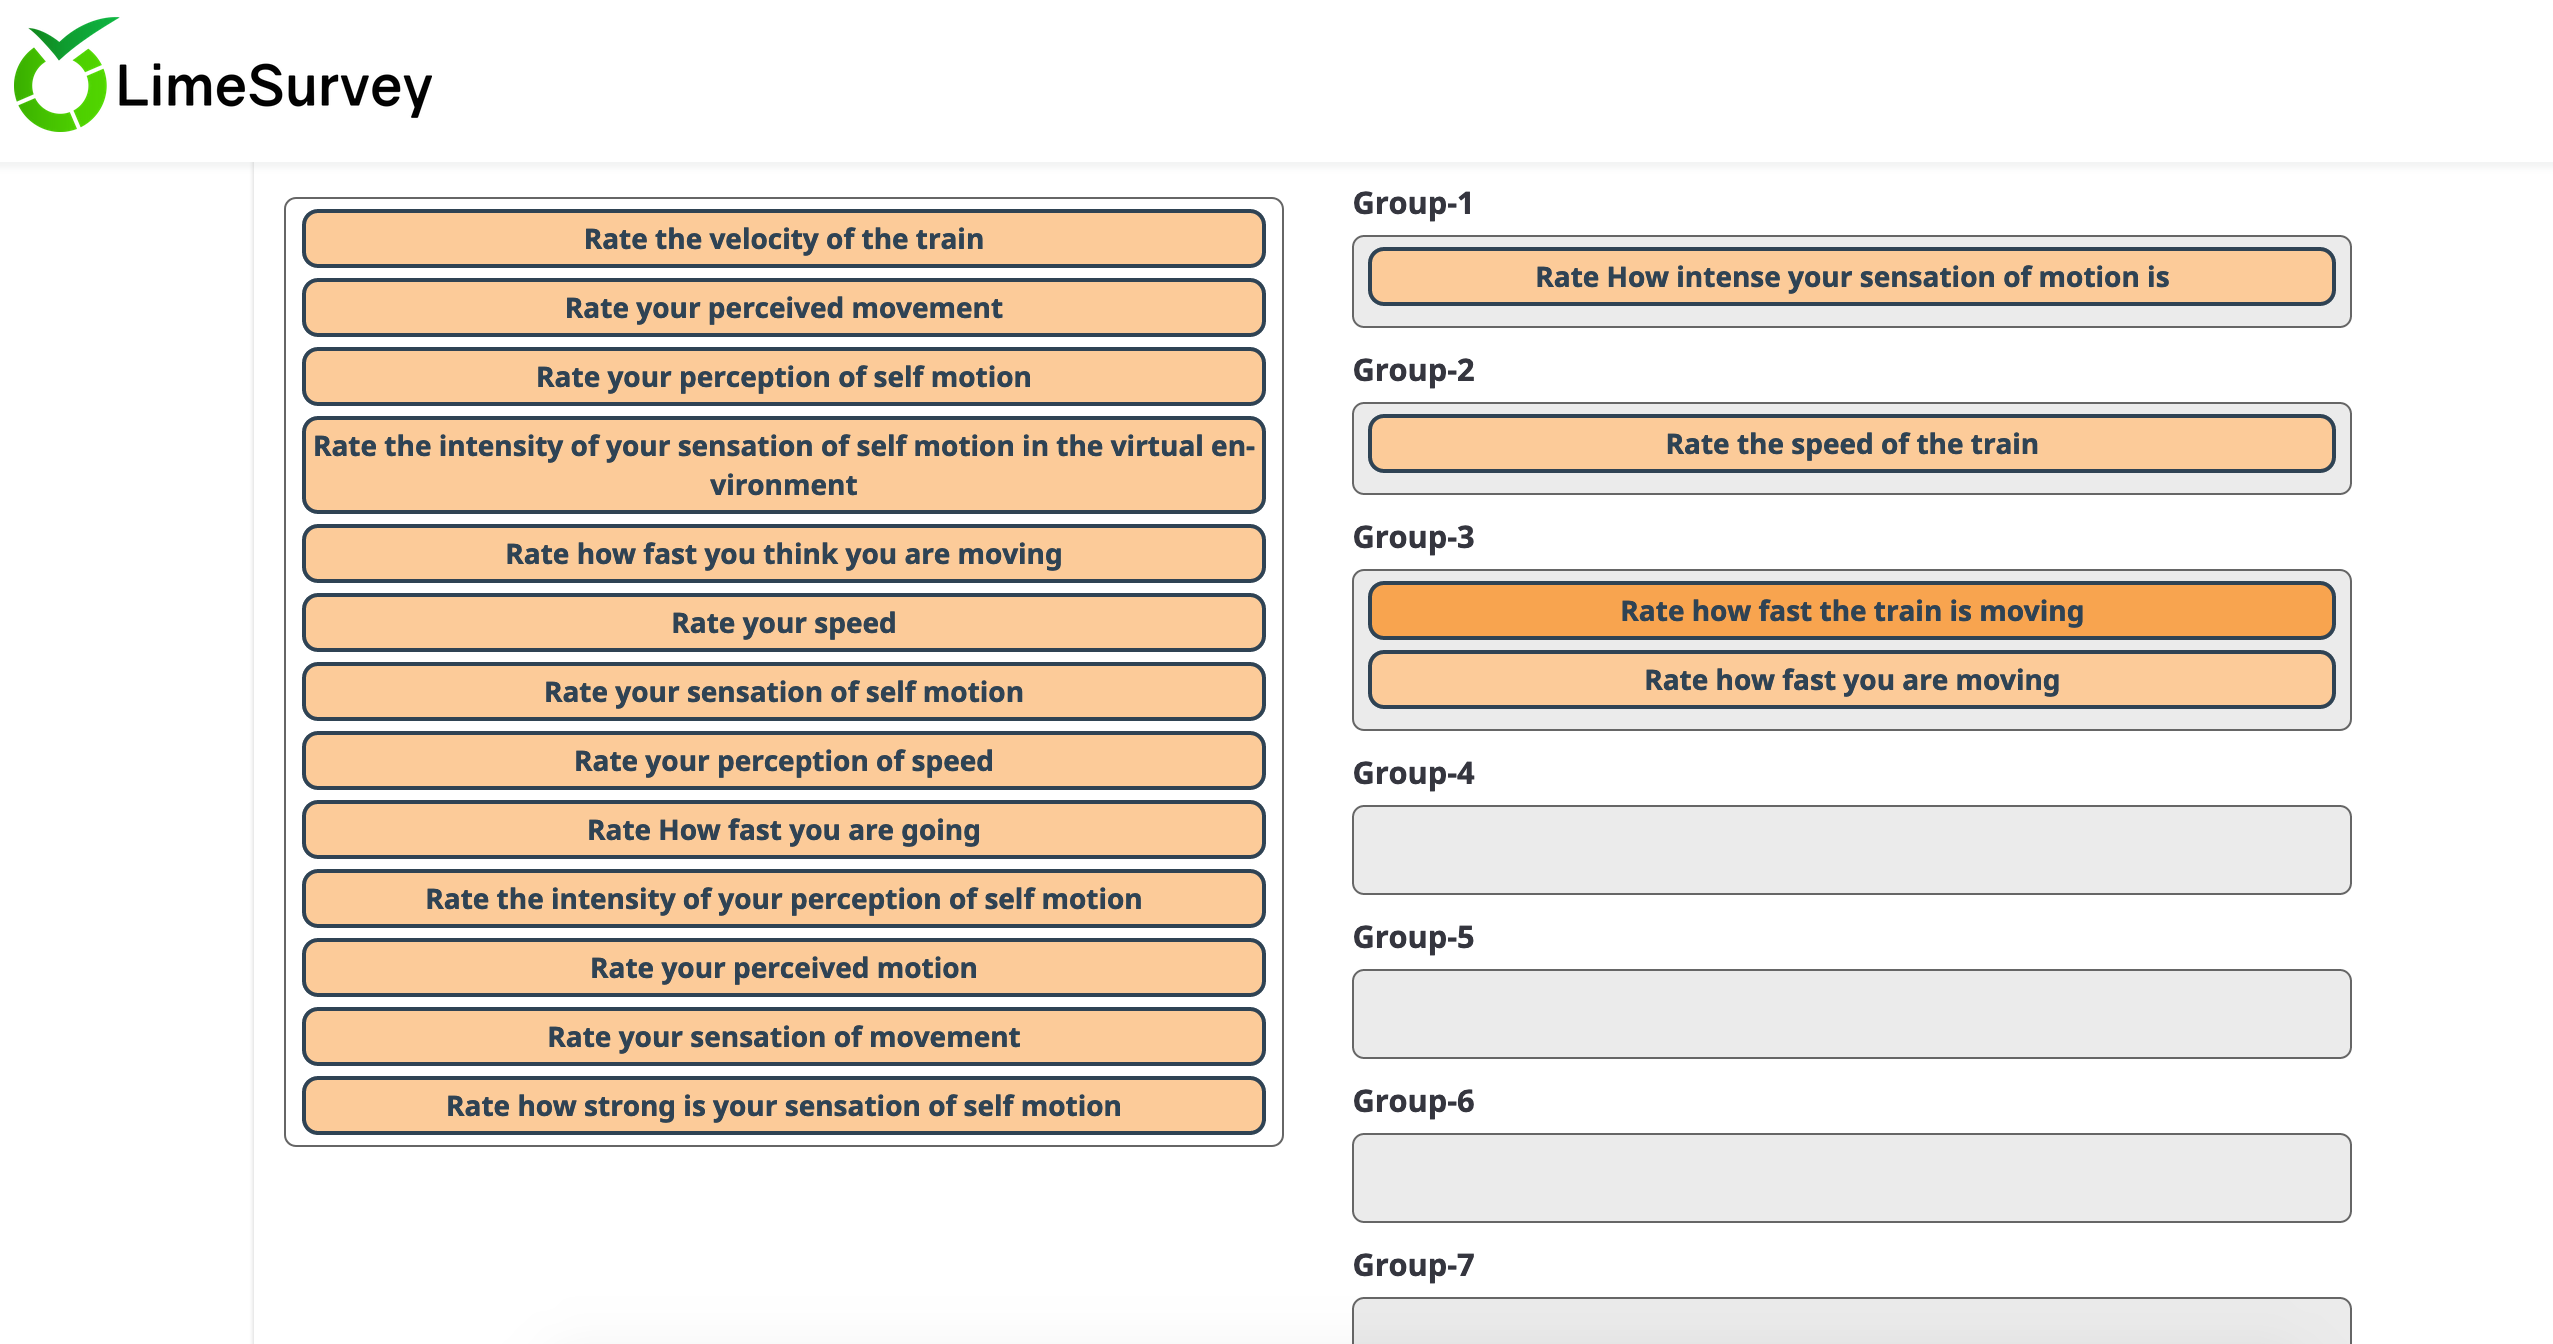 LimeSurvey
Rate the velocity of the train
Rate your perceived movement
Rate your perception of self motion
Rate the intensity of your sensation of self motion in the virtual en-
vironment
Rate how fast you think you are moving
Rate your speed
Rate your sensation of self motion
Rate your perception of speed
Rate How fast you are going
Rate the intensity of your perception of self motion
Rate your perceived motion
Rate your sensation of movement
Rate how strong is your sensation of self motion
Group-1
Rate How intense your sensation of motion is
Group-2
Rate the speed of the train
Group-3
Rate how fast the train is moving
Rate how fast you are moving
Group-4
Group-5
Group-6
Group-7